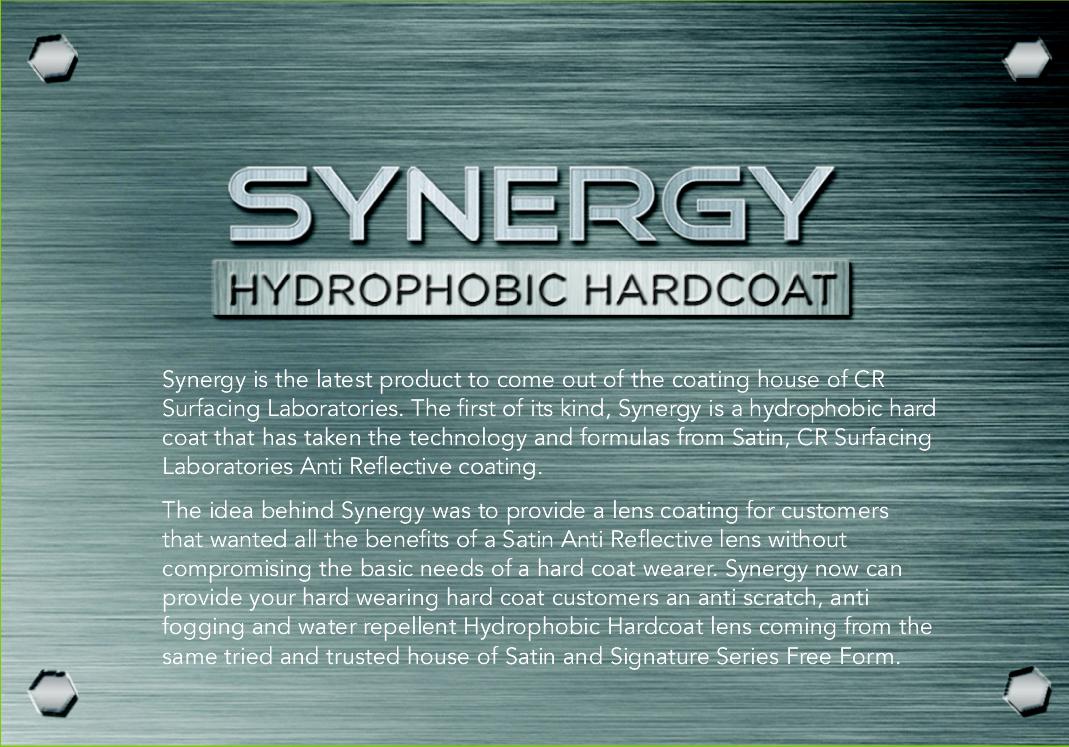 SYNERGY
HYDROPHOBIC HARDCOAT
Synergy is the latest product to come out of the coating house of CR
Surfacing Laboratories. The first of its kind, Synergy is a hydrophobic hard
coat that has taken the technology and formulas from Satin, CR Surfacing
Laboratories Anti Reflective coating.
The idea behind Synergy was to provide a lens coating for customers
that wanted all the benefits of a Satin Anti Reflective lens without
compromising the basic needs of a hard coat wearer. Synergy now can
provide your hard wearing hard coat customers an anti scratch, anti
fogging and water repellent Hydrophobic Hardcoat lens coming from the
same tried and trusted house of Satin and Signature Series Free Form.